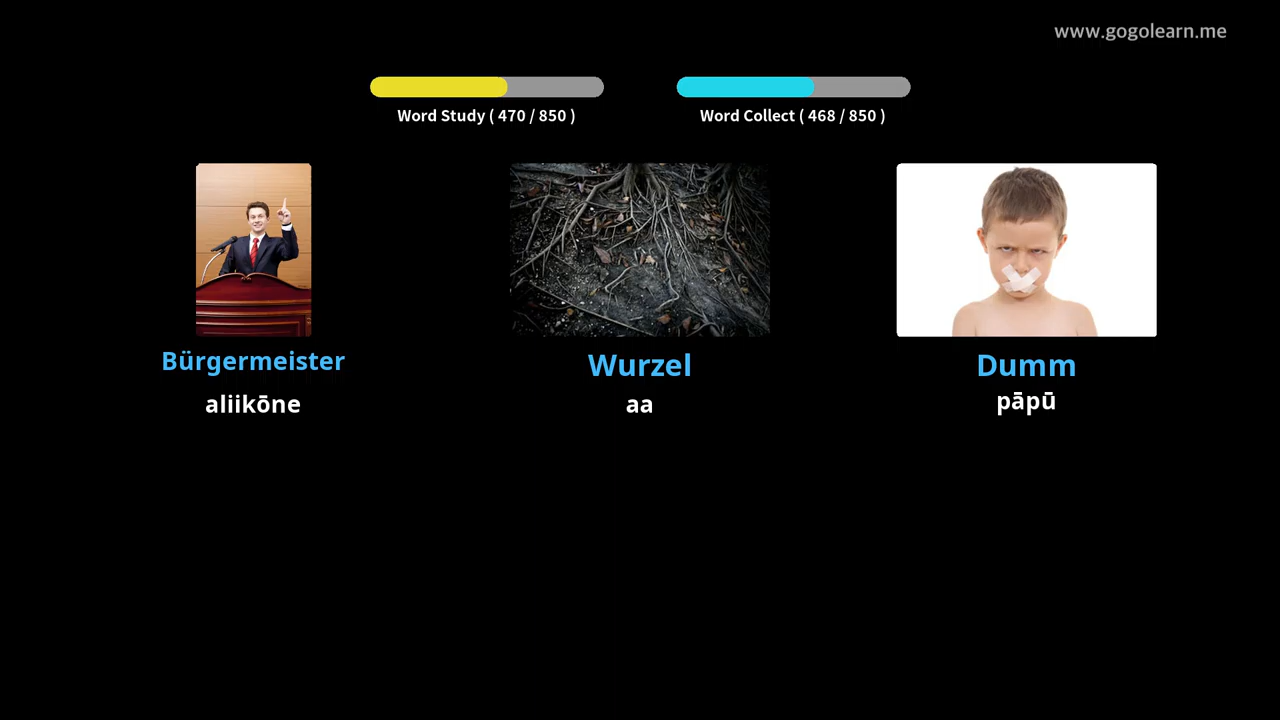 www.gogolearn.me
Word Study ( 470 / 850 )
Word Collect ( 468 / 850 )
Bürgermeister
Wurzel
Dumm
aliikōne
aa
pāpū